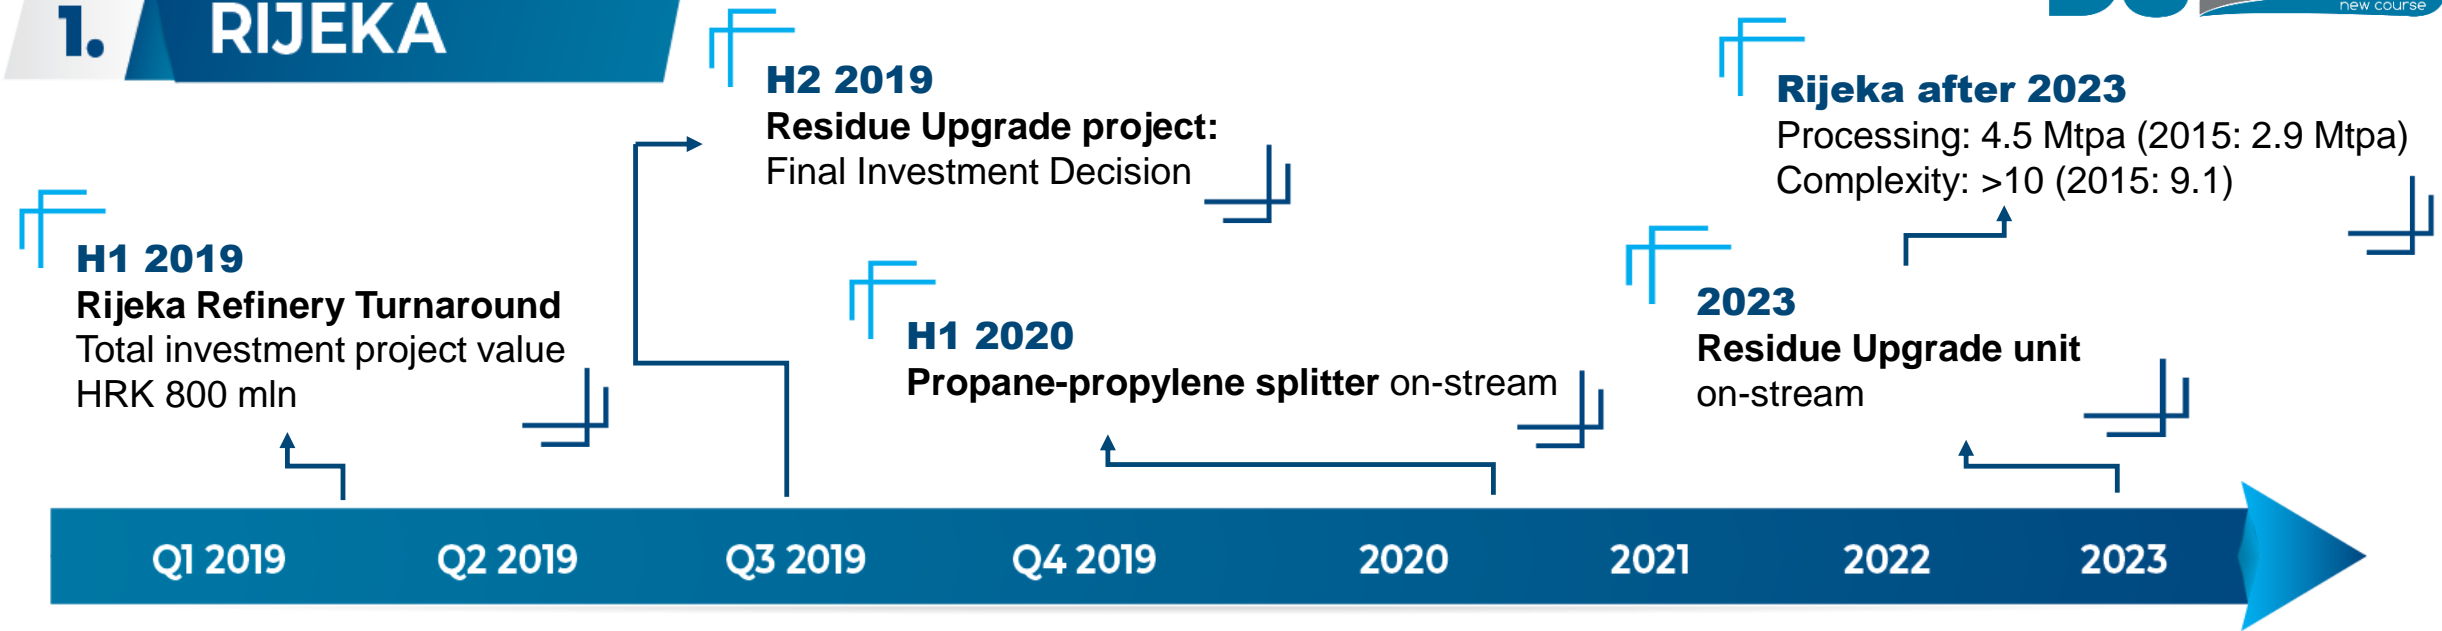 1. RIJEKA
new course
H2 2019
Residue Upgrade project:
Final Investment Decision
Rijeka after 2023
Processing: 4.5 Mtpa (2015: 2.9 Mtpa)
Complexity: >10 (2015: 9.1)
H1 2019
Rijeka Refinery Turnaround
Total investment project value
HRK 800 mln
H1 2020
Propane-propylene splitter on-stream
2023
Residue Upgrade unit
on-stream
Q1 2019 Q2 2019 Q3 2019 Q4 2019 2020 2021 2022 2023